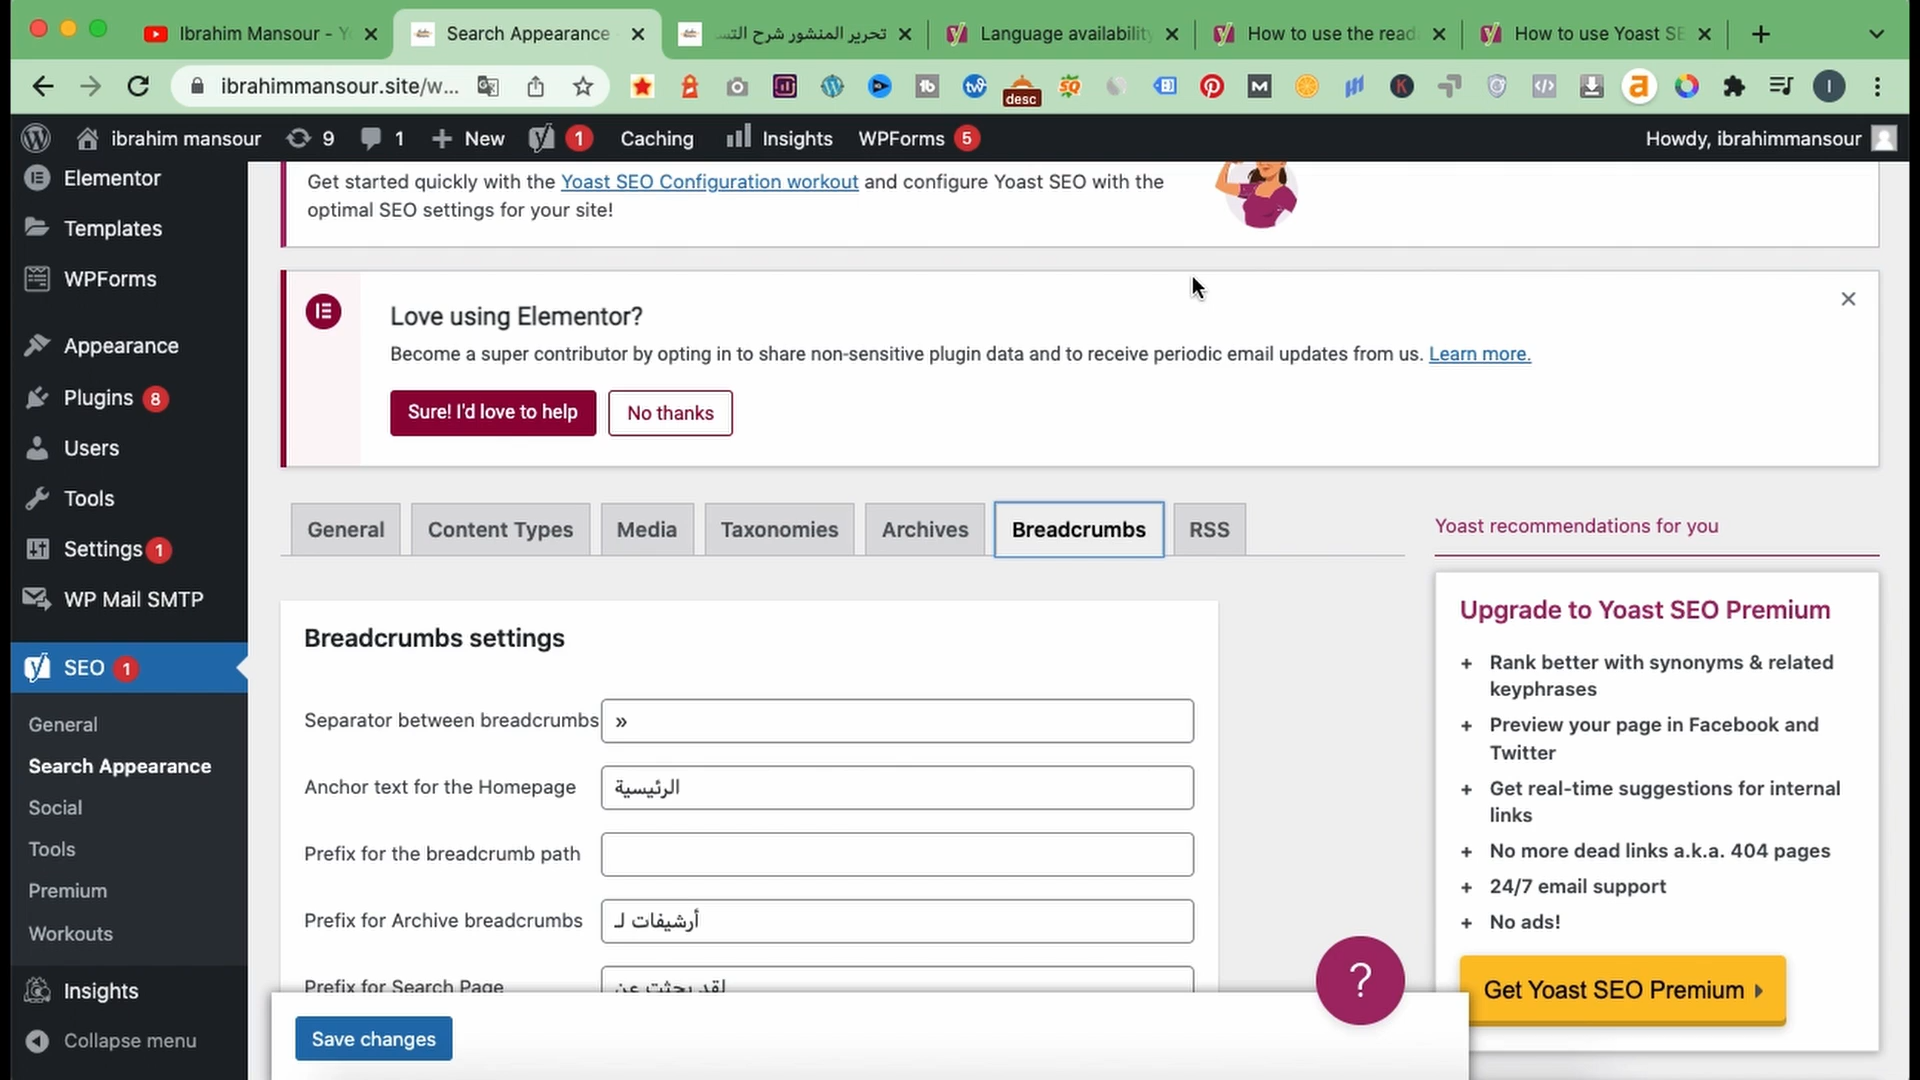 Ibrahim Mansour - Y
Search Appearance
تحرير المنشور شرح التس
Language availability
How to use the read
How to use Yoast SE
ibrahimmansour.site/w...
desc
ibrahim mansour
9
1
New
1
Caching
Insights
WPForms 5
Howdy, ibrahimmansour
Elementor
Templates
WPForms
Appearance
Plugins 8
Users
Tools
Settings 1
WP Mail SMTP
SEO 1
General
Search Appearance
Social
Tools
Premium
Workouts
Insights
Collapse menu
Get started quickly with the Yoast SEO Configuration workout and configure Yoast SEO with the
optimal SEO settings for your site!
Love using Elementor?
Become a super contributor by opting in to share non-sensitive plugin data and to receive periodic email updates from us. Learn more.
Sure! I'd love to help
No thanks
General
Content Types
Media
Taxonomies
Archives
Breadcrumbs
RSS
Breadcrumbs settings
Separator between breadcrumbs »
Anchor text for the Homepage الرئيسية
Prefix for the breadcrumb path
Prefix for Archive breadcrumbs أرشيفات لـ
Prefix for Search Page لقد بحثت عن
Save changes
?
Yoast recommendations for you
Upgrade to Yoast SEO Premium
+ Rank better with synonyms & related
keyphrases
+ Preview your page in Facebook and
Twitter
+ Get real-time suggestions for internal
links
+ No more dead links a.k.a. 404 pages
+ 24/7 email support
+ No ads!
Get Yoast SEO Premium